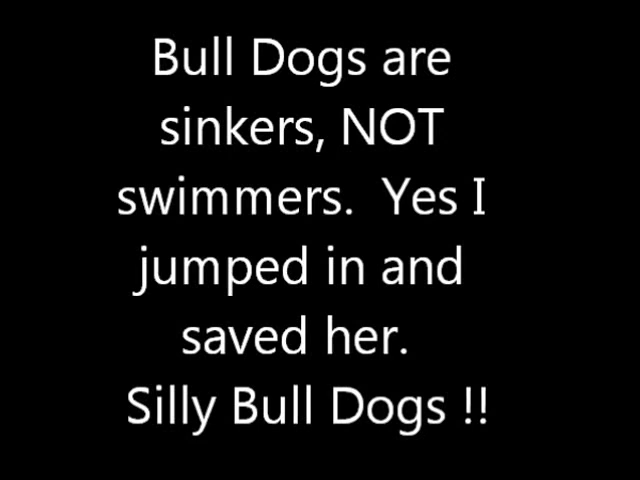 Bull Dogs are
sinkers, NOT
swimmers.  Yes I
jumped in and
saved her.
Silly Bull Dogs !!